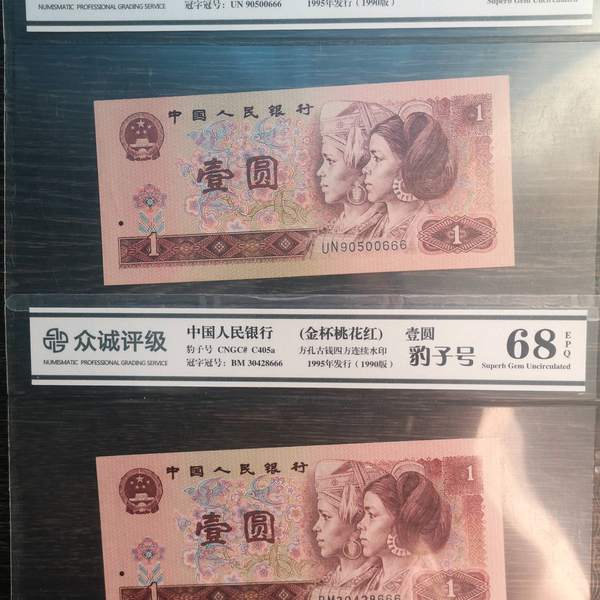 NUMISMATIC PROFESSIONAL GRADING SERVICE
冠字冠号: UN 90500666
1995年发行（1990版）
Superb Gem Uncirculated
中国人民银行
1
壹圆
1
UN90500666
1
众诚评级
NUMISMATIC PROFESSIONAL GRADING SERVICE
中国人民银行 （金杯桃花红） 壹圆
豹子号 CNGC# C405a 方孔古钱四方连续水印
冠字冠号: BM 30428666 1995年发行（1990版）
豹子号
68
EPQ
Superb Gem Uncirculated
中国人民银行
1
壹圆
1
BM30428666
1